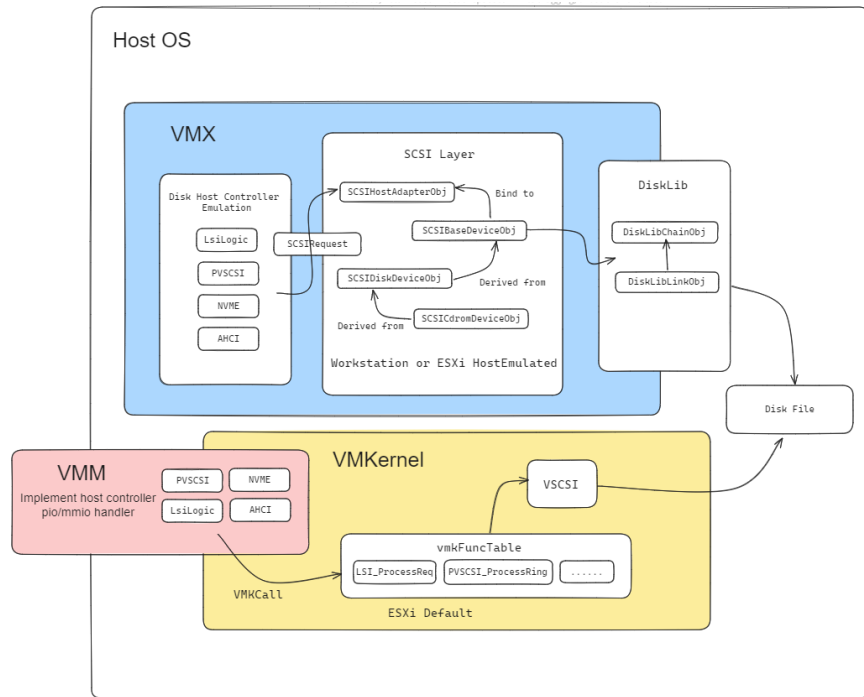 Host OS
VMX
Disk Host Controller
Emulation
LsiLogic
PVSCSI
NVME
AHCI
SCSIRequest
SCSI Layer
SCSIHostAdapterObj
Bind to
SCSIBaseDeviceObj
SCSIDiskDeviceObj
Derived from
SCSICdromDeviceObj
Derived from
Workstation or ESXi HostEmulated
DiskLib
DiskLibChainObj
DiskLibLinkObj
Disk File
VMM
Implement host controller
pio/mmio handler
PVSCSI
NVME
LsiLogic
AHCI
VMKCall
VMKernel
VSCSI
vmkFuncTable
LSI_ProcessReq
PVSCSI_ProcessRing
......
ESXi Default